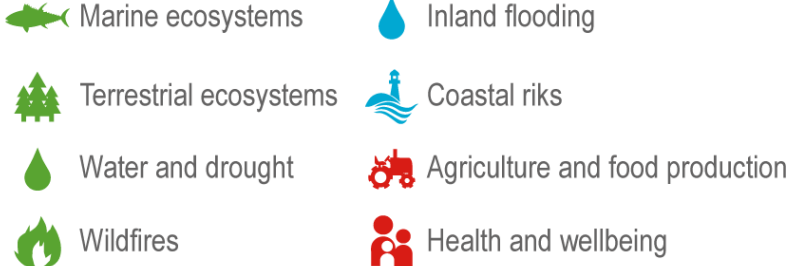 Marine ecosystems
Terrestrial ecosystems
Water and drought
Wildfires
Inland flooding
Coastal riks
Agriculture and food production
Health and wellbeing